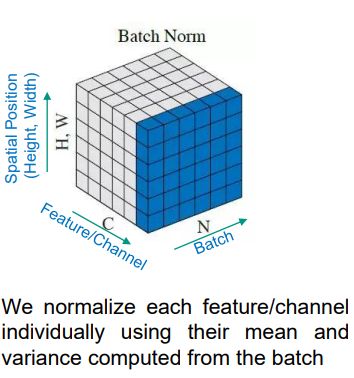 Batch Norm
Spatial Position
(Height, Width)
H, W
C
Feature/Channel
N
Batch
We normalize each feature/channel
individually using their mean and
variance computed from the batch